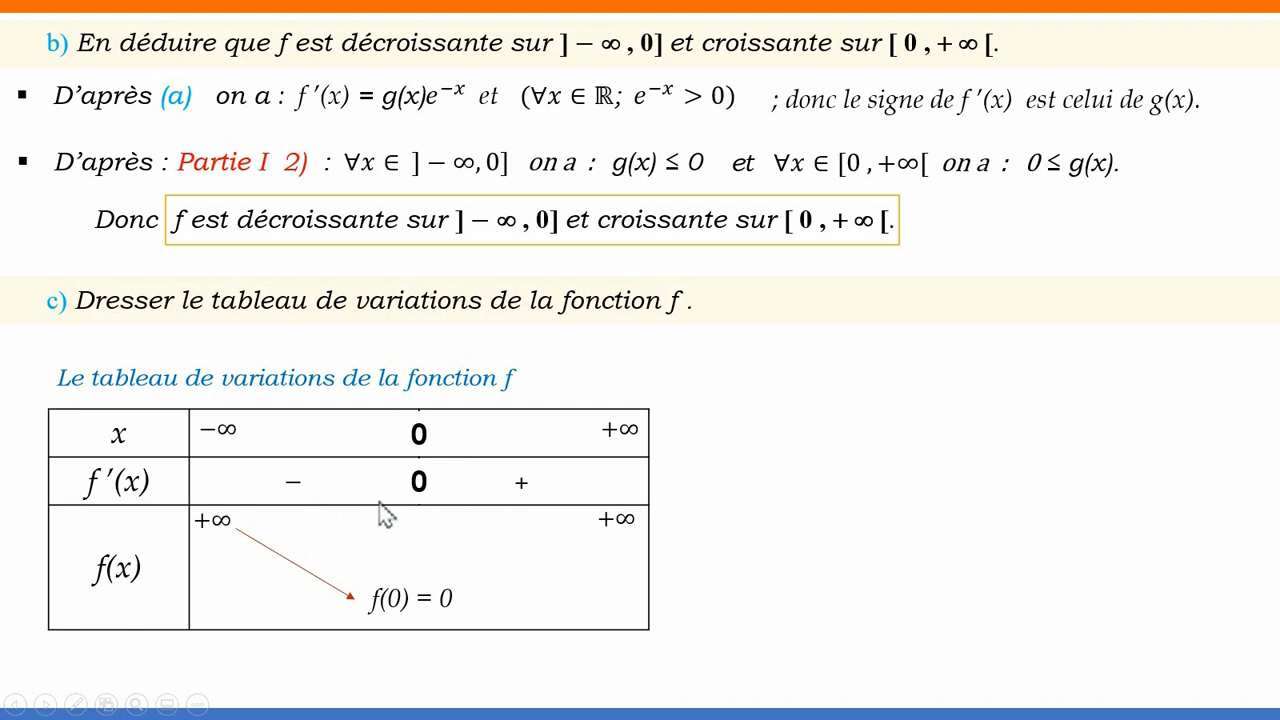 b) En déduire que f est décroissante sur ] − ∞ , 0] et croissante sur [ 0 , + ∞ [.
▪ D'après (a) on a : f ′(x) = g(x)e⁻ˣ et (∀x ∈ ℝ; e⁻ˣ > 0) ; donc le signe de f ′(x) est celui de g(x).
▪ D'après : Partie I 2) : ∀x ∈ ] − ∞, 0] on a : g(x) ≤ 0 et ∀x ∈ [0 , +∞[ on a : 0 ≤ g(x).
Donc f est décroissante sur ] − ∞ , 0] et croissante sur [ 0 , + ∞ [.
c) Dresser le tableau de variations de la fonction f .
Le tableau de variations de la fonction f
x −∞ 0 +∞
f ′(x) − 0 +
+∞ +∞
f(x)
f(0) = 0